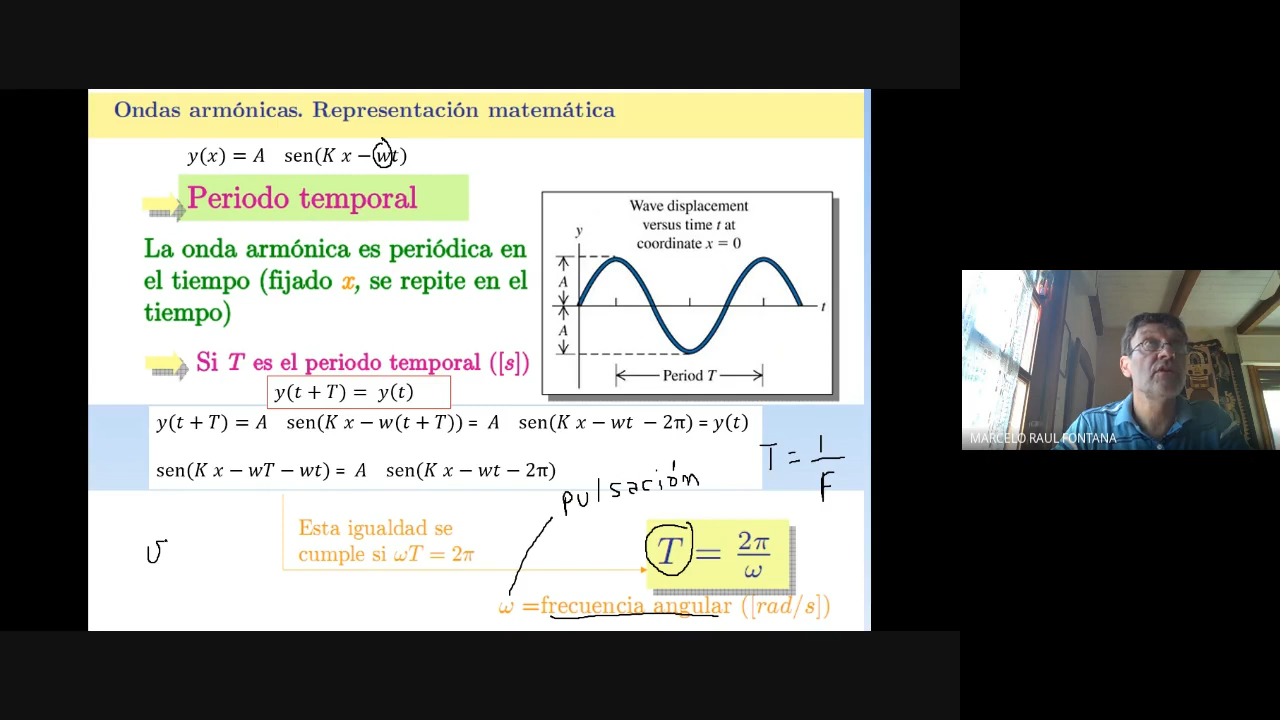 Ondas armónicas. Representación matemática
y(x) = A sen(K x − wt)
Periodo temporal
La onda armónica es periódica en
el tiempo (fijado x, se repite en el
tiempo)
Wave displacement
versus time t at
coordinate x = 0
y
A
A
t
Period T
Si T es el periodo temporal ([s])
y(t + T) = y(t)
y(t + T) = A sen(K x − w(t + T)) = A sen(K x − wt − 2π) = y(t)
sen(K x − wT − wt) = A sen(K x − wt − 2π)
T = 1/F
pulsación
Esta igualdad se
cumple si ωT = 2π
T = 2π/ω
ω =frecuencia angular ([rad/s])
MARCELO RAUL FONTANA